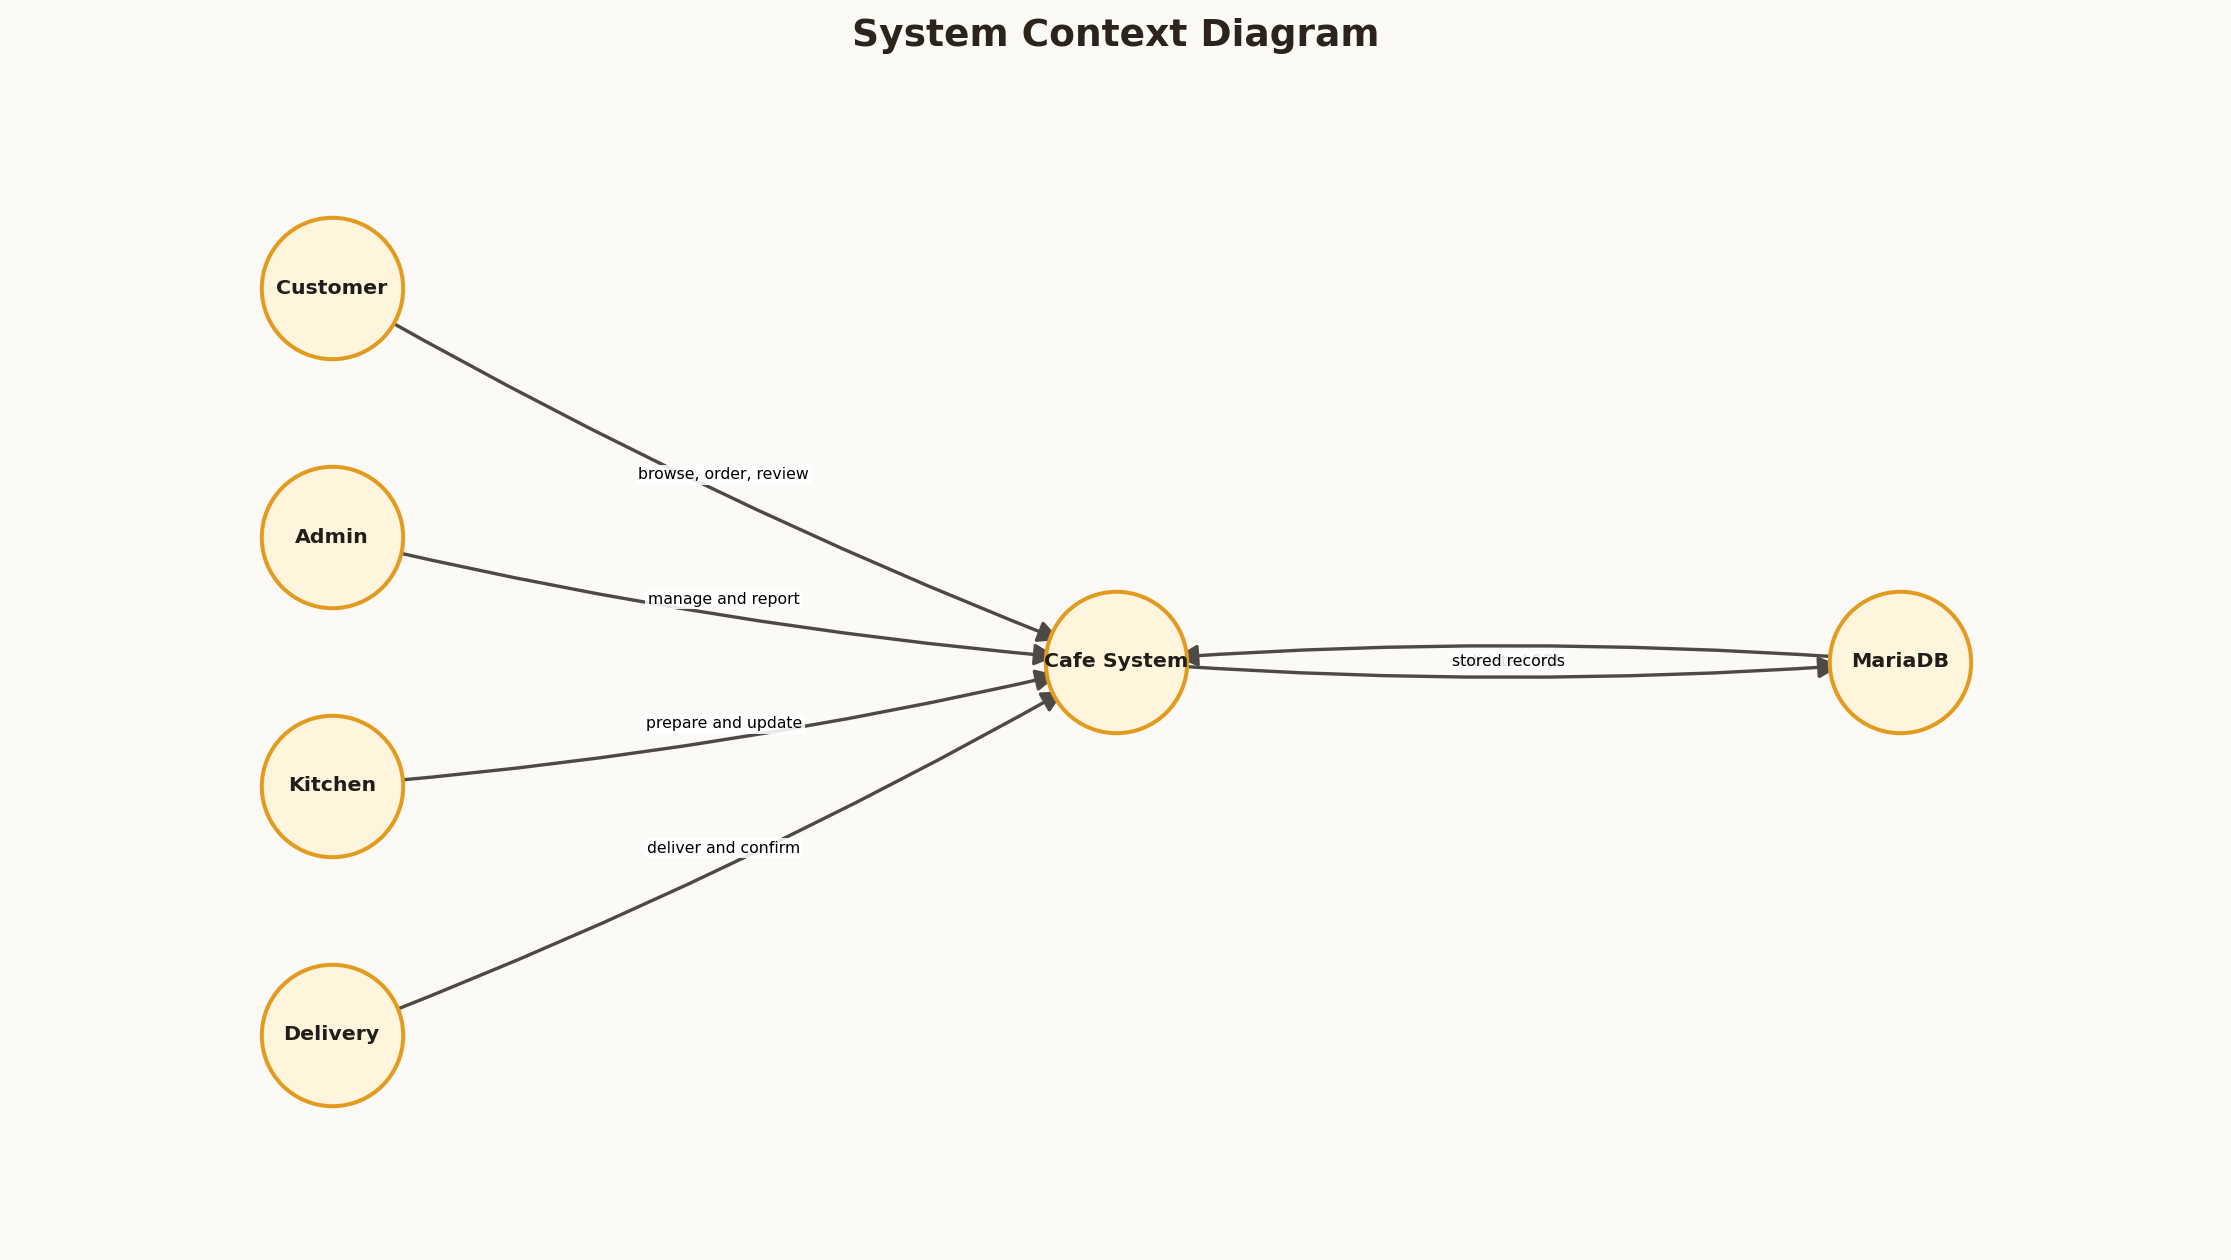 System Context Diagram
Customer
browse, order, review
Admin
manage and report
Cafe System
stored records
MariaDB
prepare and update
Kitchen
deliver and confirm
Delivery